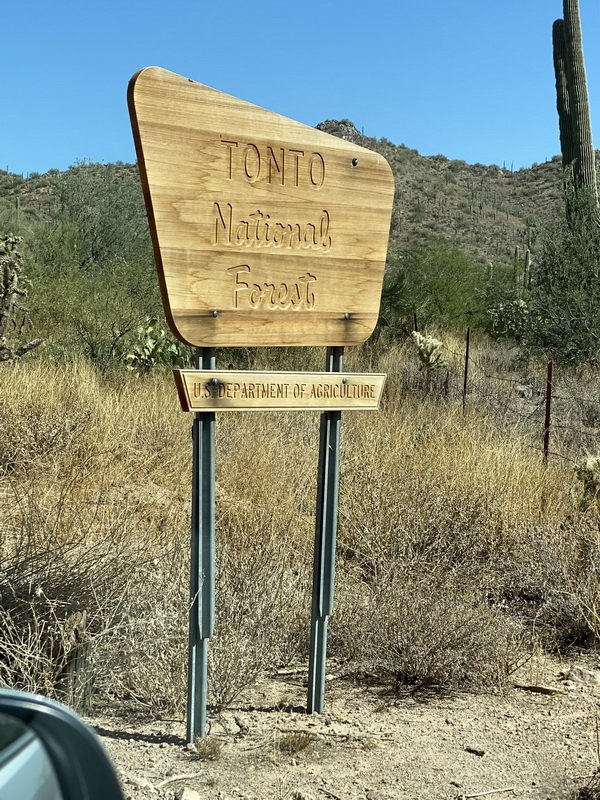 TONTO
National
Forest
U.S. DEPARTMENT OF AGRICULTURE